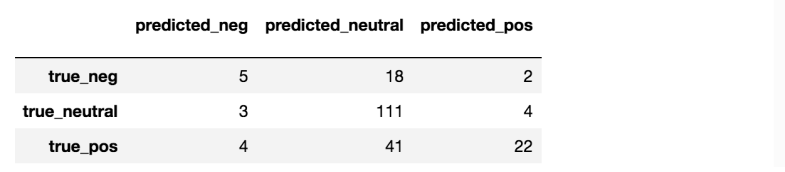 predicted_neg predicted_neutral predicted_pos
true_neg 5 18 2
true_neutral 3 111 4
true_pos 4 41 22